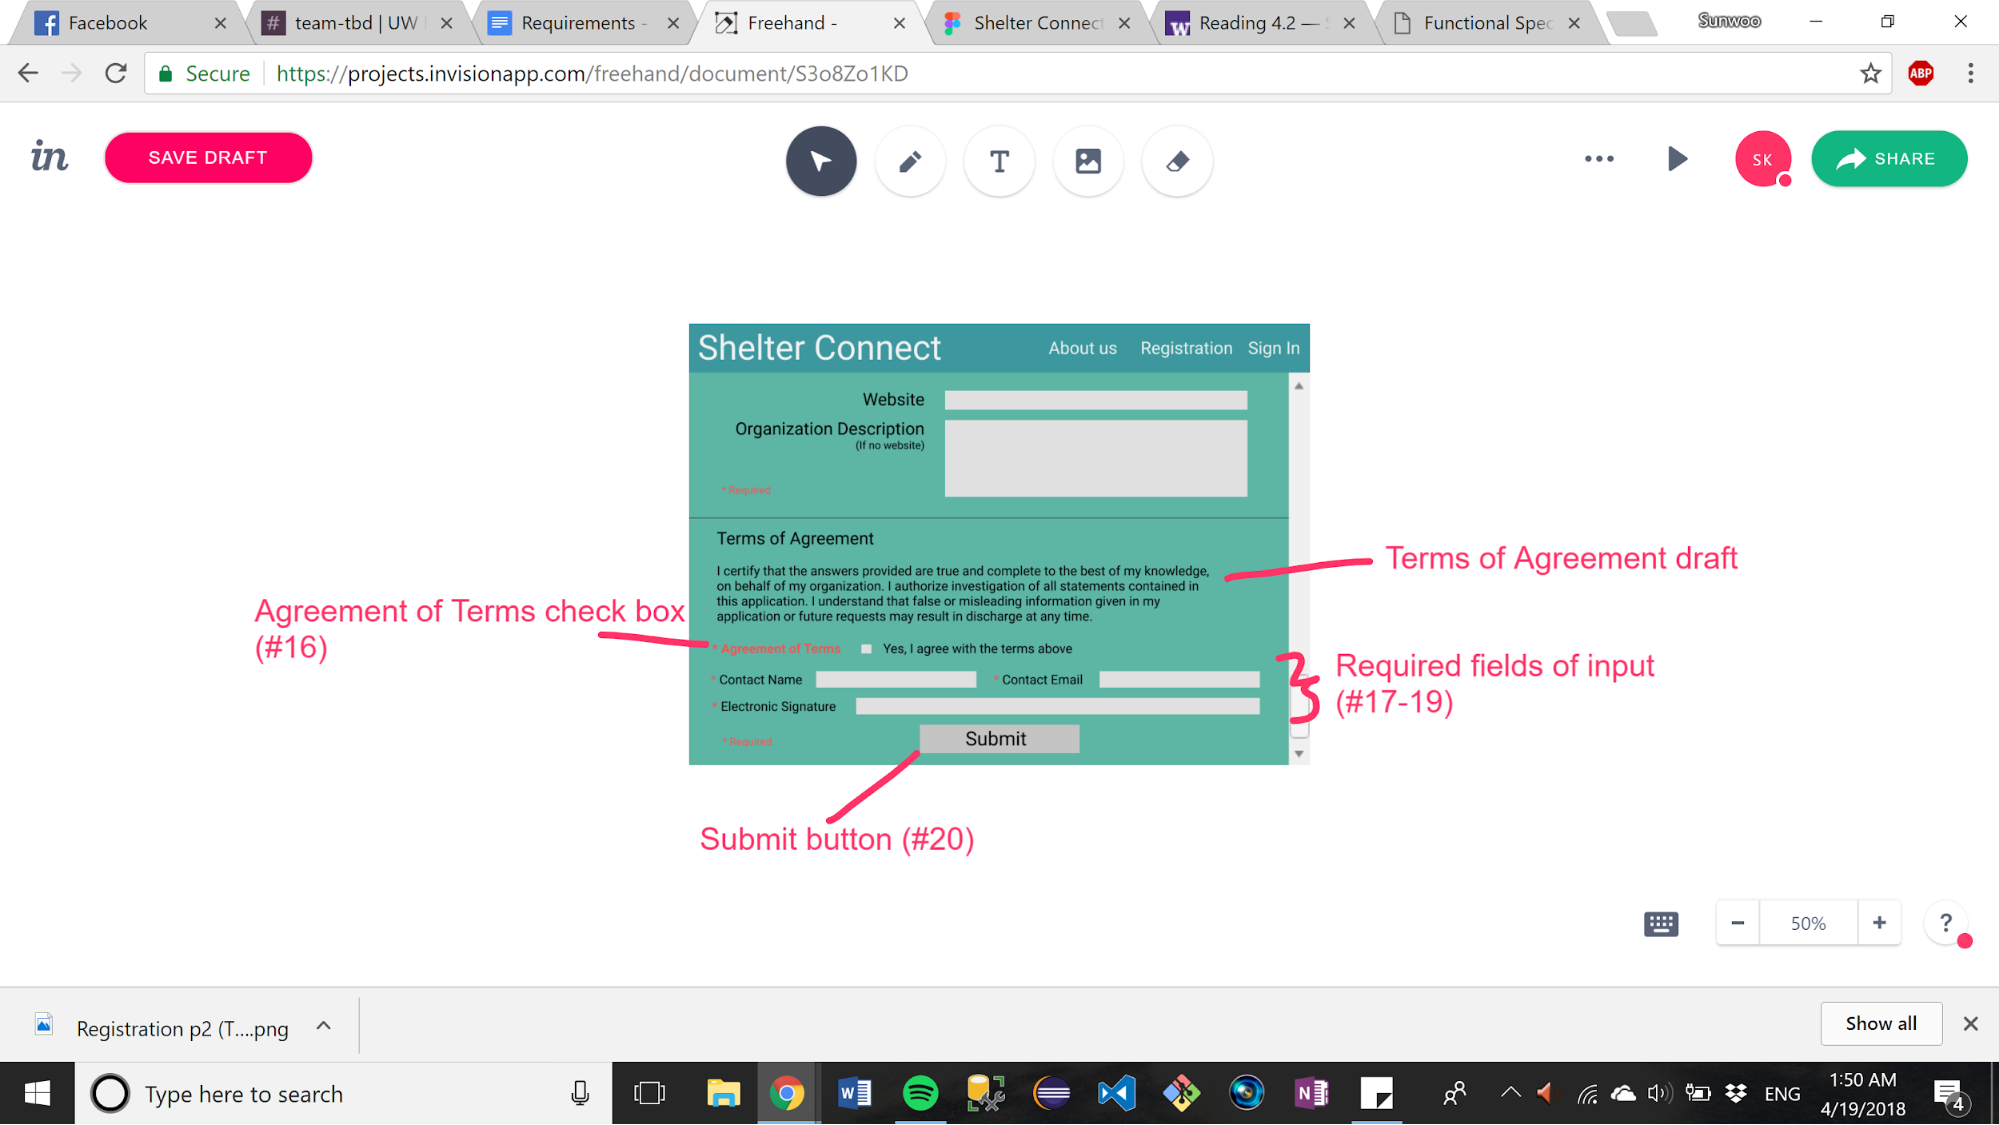 Facebook
team-tbd | UW
Requirements -
Freehand -
Shelter Connect
Reading 4.2 —
Functional Spec
Sunwoo
Secure
https://projects.invisionapp.com/freehand/document/S3o8Zo1KD
ABP
in
SAVE DRAFT
T
SK
SHARE
Shelter Connect
About us
Registration
Sign In
Website
Organization Description
(If no website)
* Required
Terms of Agreement
I certify that the answers provided are true and complete to the best of my knowledge,
on behalf of my organization. I authorize investigation of all statements contained in
this application. I understand that false or misleading information given in my
application or future requests may result in discharge at any time.
* Agreement of Terms
Yes, I agree with the terms above
* Contact Name
* Contact Email
* Electronic Signature
* Required
Submit
Terms of Agreement draft
Agreement of Terms check box
(#16)
Required fields of input
(#17-19)
Submit button (#20)
50%
?
Registration p2 (T....png
Show all
Type here to search
ENG
1:50 AM
4/19/2018
4